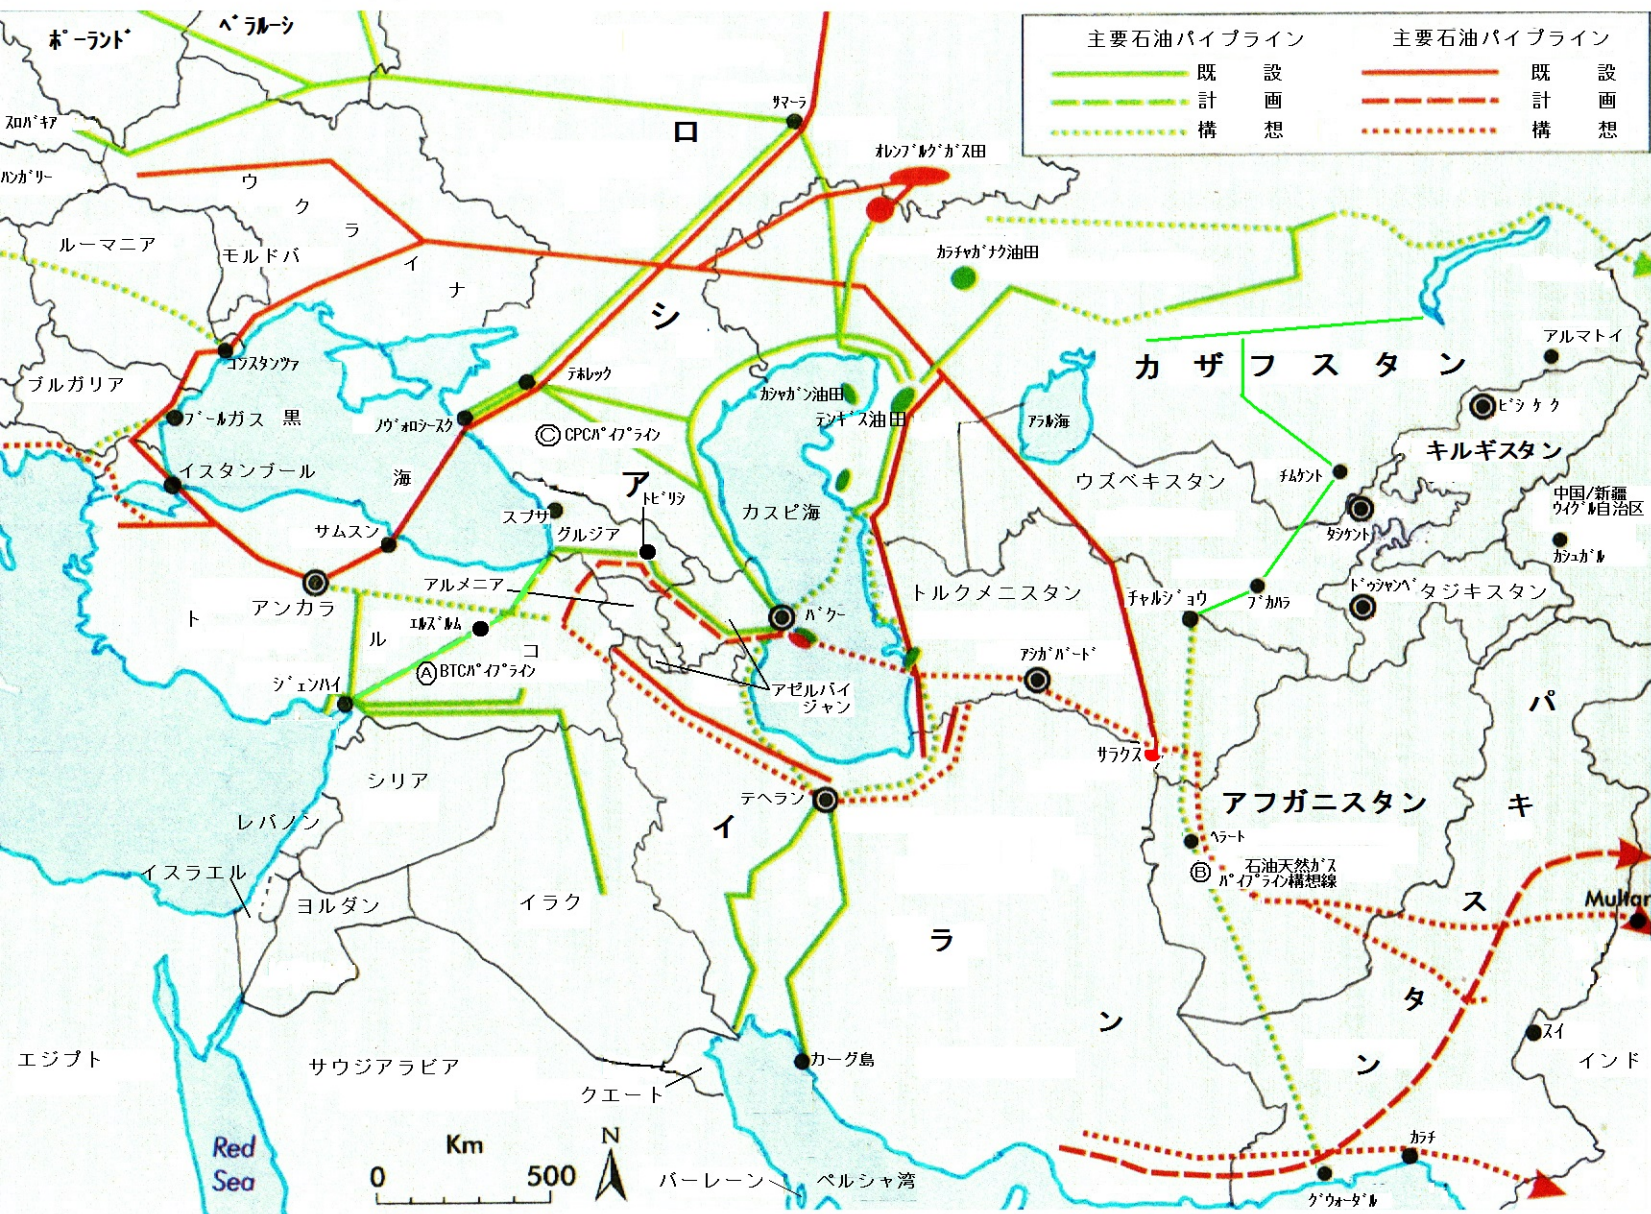 ポーランド
ベラルーシ
主要石油パイプライン
主要石油パイプライン
既 設
既 設
計 画
計 画
構 想
構 想
スロバキア
サマーラ
ロ
オレンブルグガス田
ハンガリー
ウ
ク
ラ
イ
ナ
ルーマニア
モルドバ
カラチャガナク油田
シ
コンスタンツァ
テホレック
アルマトイ
カザフスタン
ブルガリア
カシャガン油田
テンギス油田
アラル海
ビシケク
ブールガス
黒
海
ノヴォロシースク
Ⓒ CPCパイプライン
キルギスタン
イスタンブール
ア
トビリシ
ウズベキスタン
チムケント
中国/新疆
ウイグル自治区
スプサ
グルジア
カスピ海
タシケント
サムスン
カシュガル
アルメニア
アンカラ
トルクメニスタン
チャルジョウ
ブカハラ
ドゥシャンベ
タジキスタン
ト
ル
コ
エルズルム
バクー
Ⓐ BTCパイプライン
アシガバード
ジェンハイ
アゼルバイ
ジャン
パ
サラクス
シリア
テヘラン
アフガニスタン
キ
レバノン
イ
ヘラート
イスラエル
Ⓑ 石油天然ガス
パイプライン構想線
ヨルダン
イラク
ス
Multan
ラ
タ
ン
スイ
エジプト
サウジアラビア
カーグ島
ン
インド
クエート
Red
Sea
Km
0 500
N
カラチ
バーレーン
ペルシャ湾
グウォーダル